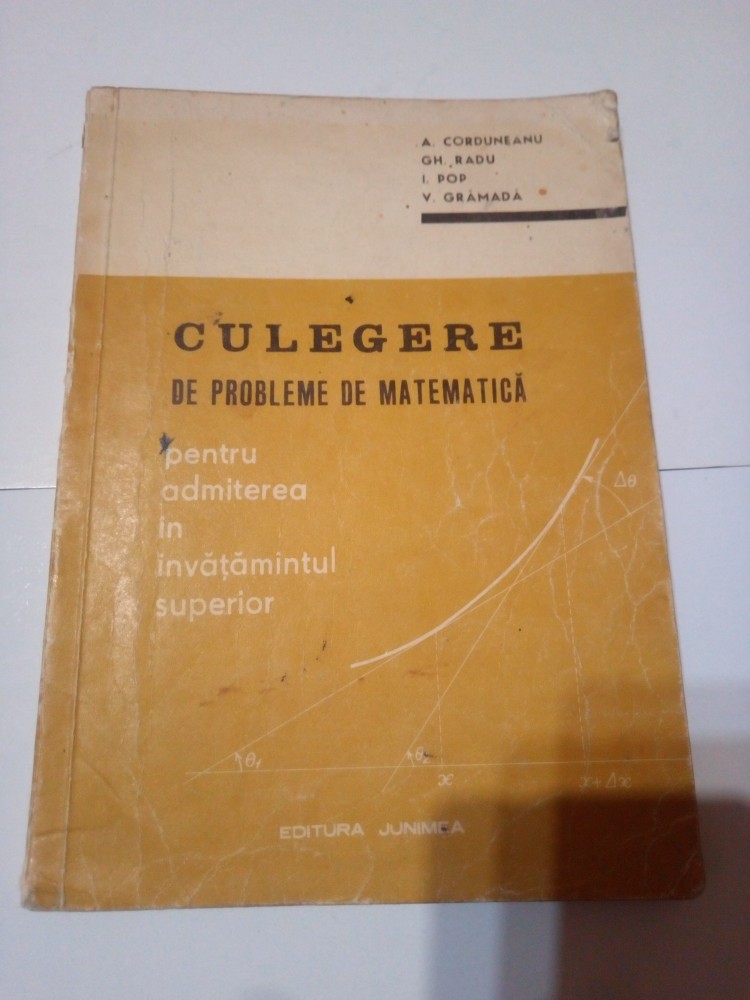 A. CORDUNEANU
GH. RADU
I. POP
V. GRĂMADĂ
CULEGERE
DE PROBLEME DE MATEMATICĂ
pentru
admiterea
în
învățămîntul
superior
Δθ
θ₁
θ₂
x
x+Δx
EDITURA JUNIMEA